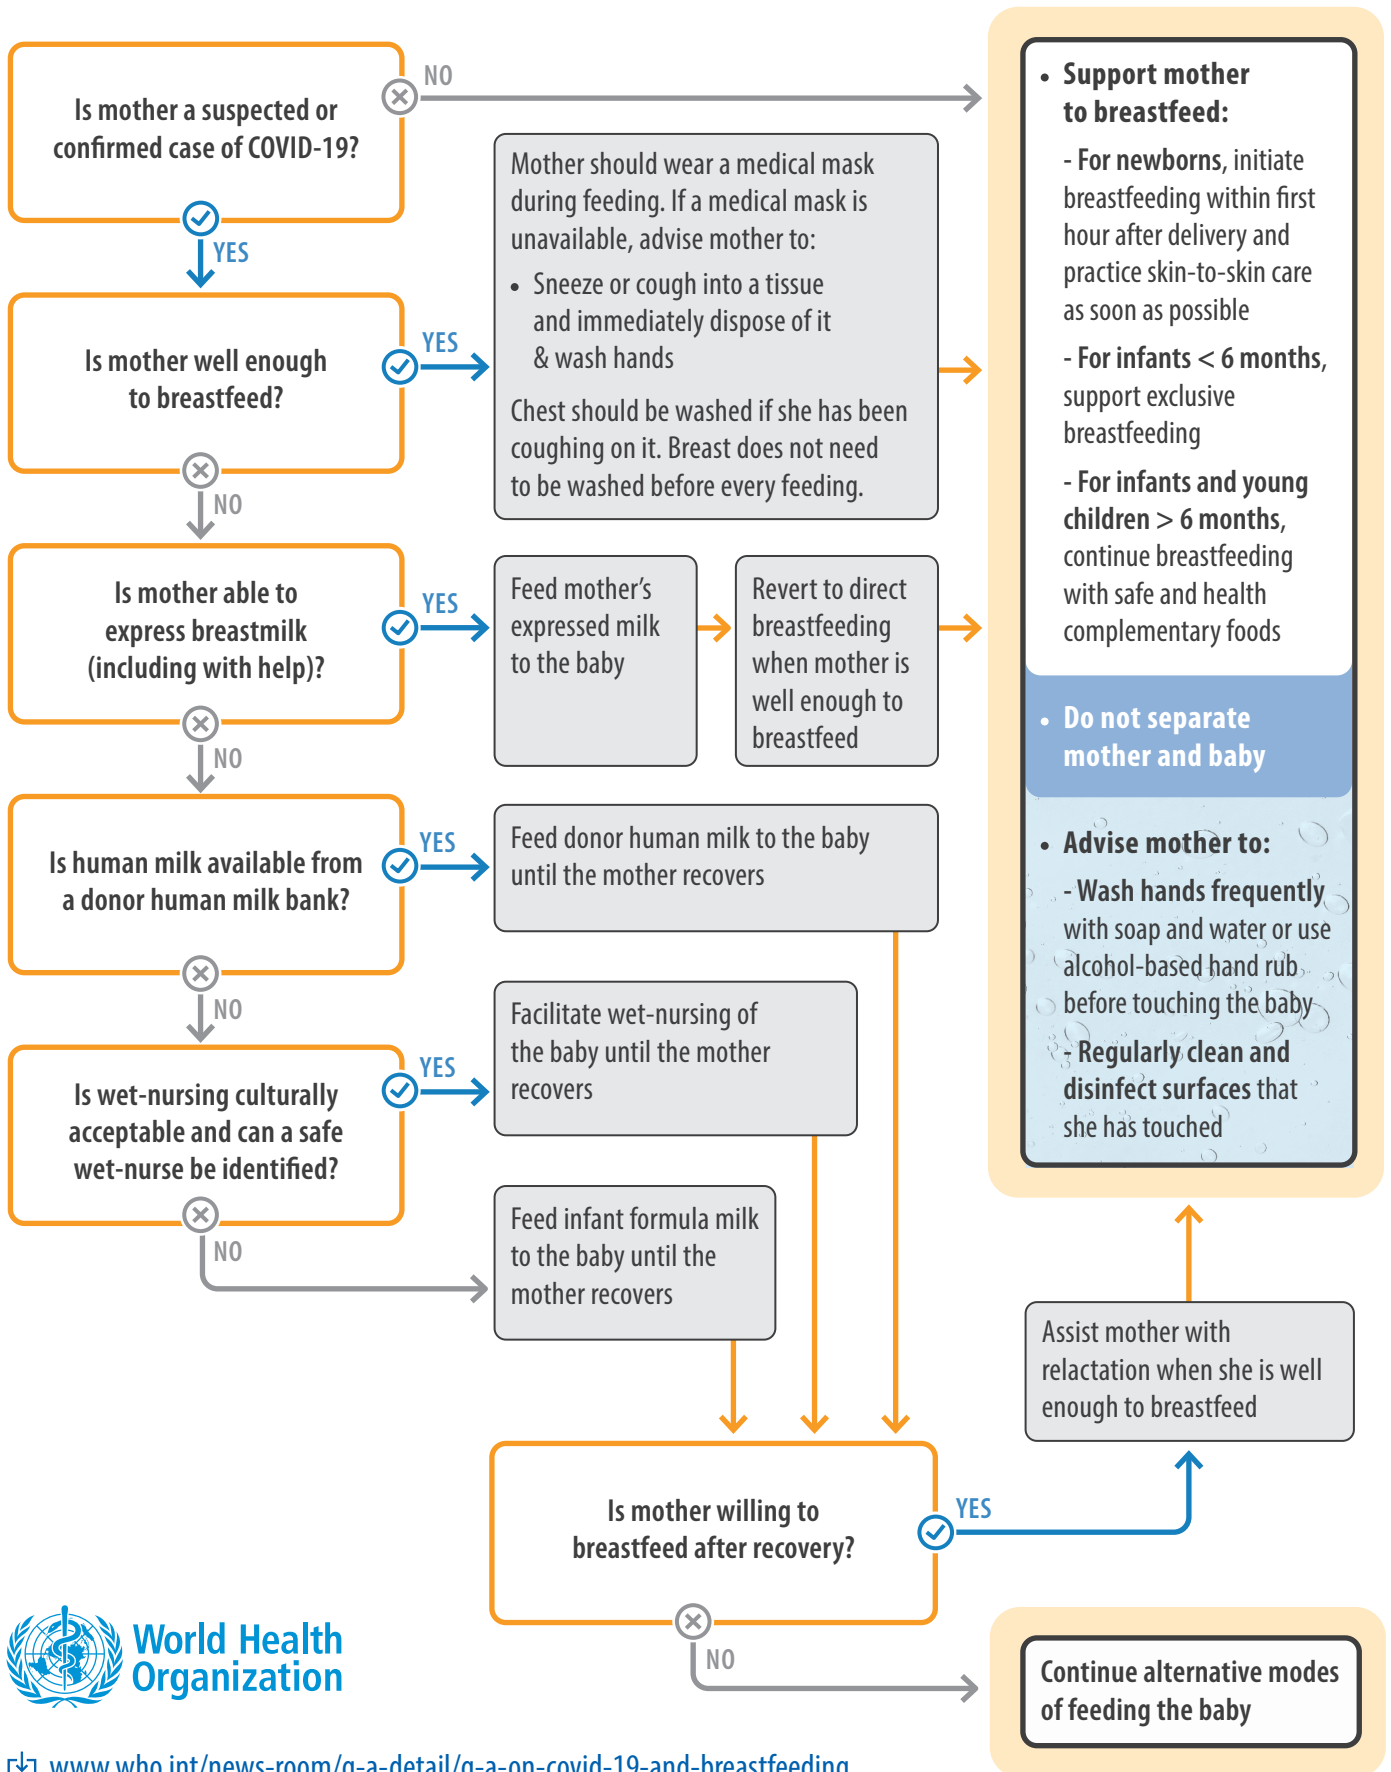 Is mother a suspected or
confirmed case of COVID-19?
NO
YES
Is mother well enough
to breastfeed?
YES
NO
Mother should wear a medical mask
during feeding. If a medical mask is
unavailable, advise mother to:
• Sneeze or cough into a tissue
and immediately dispose of it
& wash hands
Chest should be washed if she has been
coughing on it. Breast does not need
to be washed before every feeding.
Is mother able to
express breastmilk
(including with help)?
YES
NO
Feed mother's
expressed milk
to the baby
Revert to direct
breastfeeding
when mother is
well enough to
breastfeed
Is human milk available from
a donor human milk bank?
YES
NO
Feed donor human milk to the baby
until the mother recovers
Is wet-nursing culturally
acceptable and can a safe
wet-nurse be identified?
YES
NO
Facilitate wet-nursing of
the baby until the mother
recovers
Feed infant formula milk
to the baby until the
mother recovers
Is mother willing to
breastfeed after recovery?
YES
NO
Assist mother with
relactation when she is well
enough to breastfeed
Continue alternative modes
of feeding the baby
• Support mother
to breastfeed:
- For newborns, initiate
breastfeeding within first
hour after delivery and
practice skin-to-skin care
as soon as possible
- For infants < 6 months,
support exclusive
breastfeeding
- For infants and young
children > 6 months,
continue breastfeeding
with safe and health
complementary foods
• Do not separate
mother and baby
• Advise mother to:
- Wash hands frequently
with soap and water or use
alcohol-based hand rub
before touching the baby
- Regularly clean and
disinfect surfaces that
she has touched
World Health
Organization
www.who.int/news-room/q-a-detail/q-a-on-covid-19-and-breastfeeding